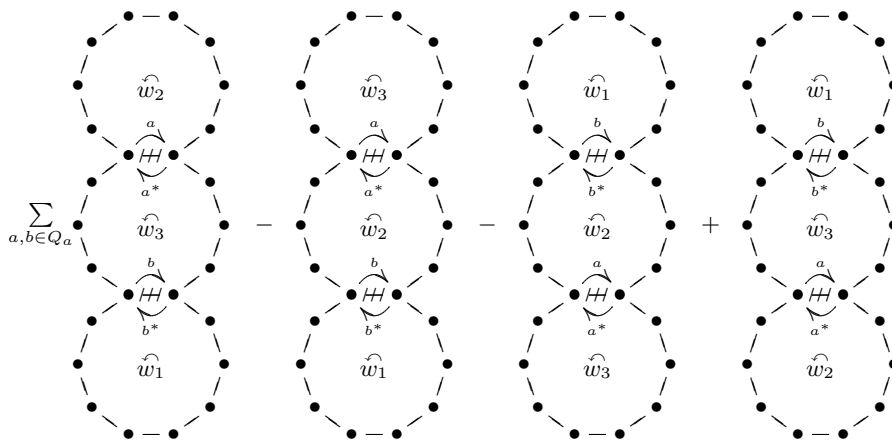 w₂ w₃ w₁ w₁
a a b b
a* a* b* b*
∑ w₃ − w₂ − w₂ + w₃
a,b∈Qₐ
b b a a
b* b* a* a*
w₁ w₁ w₃ w₂